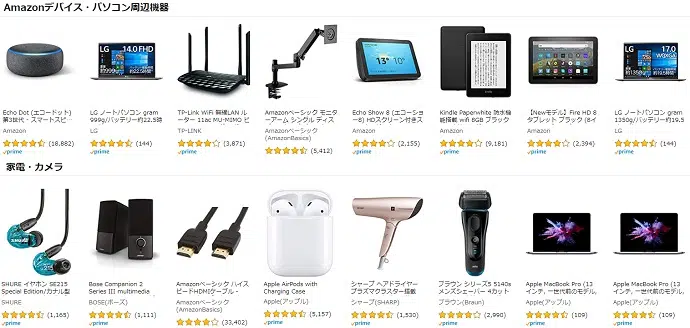 Amazonデバイス・パソコン周辺機器
LG 14.0 FHD
LG 17.0 WQXGA
13° 10°
Echo Dot (エコードット)
第3世代 - スマートスピ…
Amazon
(18,882)
prime
LG ノートパソコン gram
999g/バッテリー約22.5時
LG
(144)
prime
TP-Link WiFi 無線LAN ル
ーター 11ac MU-MIMO ビ
TP-LINK
(3,871)
prime
Amazonベーシック モニタ
ーアーム シングル ディス
Amazonベーシック
(AmazonBasics)
(5,412)
Echo Show 8 (エコーショ
ー8) HDスクリーン付きス
Amazon
(2,155)
prime
Kindle Paperwhite 防水機
能搭載 wifi 8GB ブラック
Amazon
(9,181)
prime
【Newモデル】Fire HD 8
タブレット ブラック (8イ
Amazon
(2,394)
prime
LG ノートパソコン gram
1350g/バッテリー約19.5
LG
(144)
prime
家電・カメラ
SHURE イヤホン SE215
Special Edition/カナル型
SHURE
(1,165)
prime
Bose Companion 2
Series III multimedia
BOSE(ボーズ)
(1,111)
prime
Amazonベーシック ハイス
ピードHDMIケーブル -
Amazonベーシック
(AmazonBasics)
(33,402)
Apple AirPods with
Charging Case
Apple(アップル)
(5,157)
prime
シャープ ヘアドライヤー
プラズマクラスター搭載
シャープ(SHARP)
(1,530)
prime
ブラウン シリーズ5 5140s
メンズシェーバー 4カット
ブラウン(Braun)
(2,990)
prime
Apple MacBook Pro (13
インチ, 一世代前のモデル,
Apple(アップル)
(109)
prime
Apple MacBook Pro (13
インチ, 一世代前のモデル,
Apple(アップル)
(109)
prime